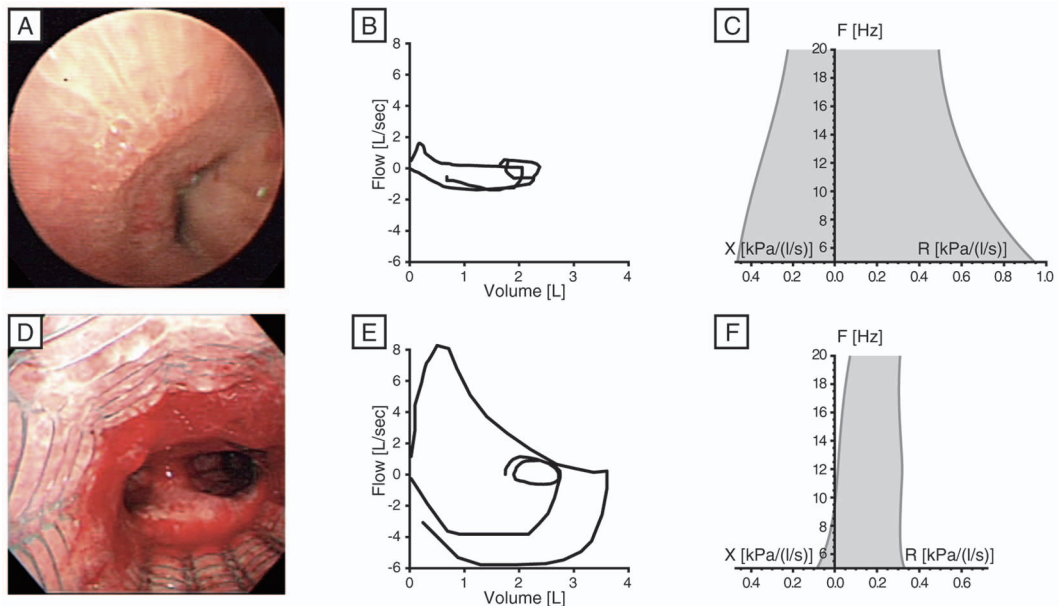 A
B
8
6
4
2
0
-2
-4
-6
Flow [L/sec]
0 1 2 3 4
Volume [L]
C
F [Hz]
20
18
16
14
12
10
8
6
X [kPa/(l/s)] R [kPa/(l/s)]
0.4 0.2 0.0 0.2 0.4 0.6 0.8 1.0
D
E
8
6
4
2
0
-2
-4
-6
Flow [L/sec]
0 1 2 3 4
Volume [L]
F
F [Hz]
20
18
16
14
12
10
8
6
X [kPa/(l/s)] R [kPa/(l/s)]
0.4 0.2 0.0 0.2 0.4 0.6